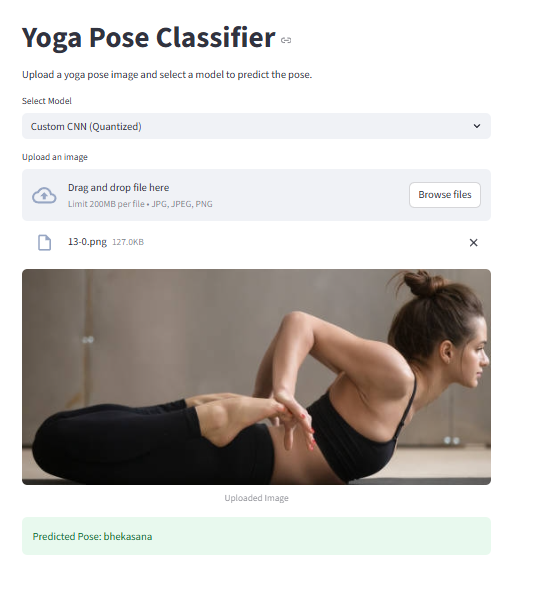 Yoga Pose Classifier
Upload a yoga pose image and select a model to predict the pose.
Select Model
Custom CNN (Quantized)
Upload an image
Drag and drop file here
Limit 200MB per file • JPG, JPEG, PNG
Browse files
13-0.png 127.0KB
Uploaded Image
Predicted Pose: bhekasana